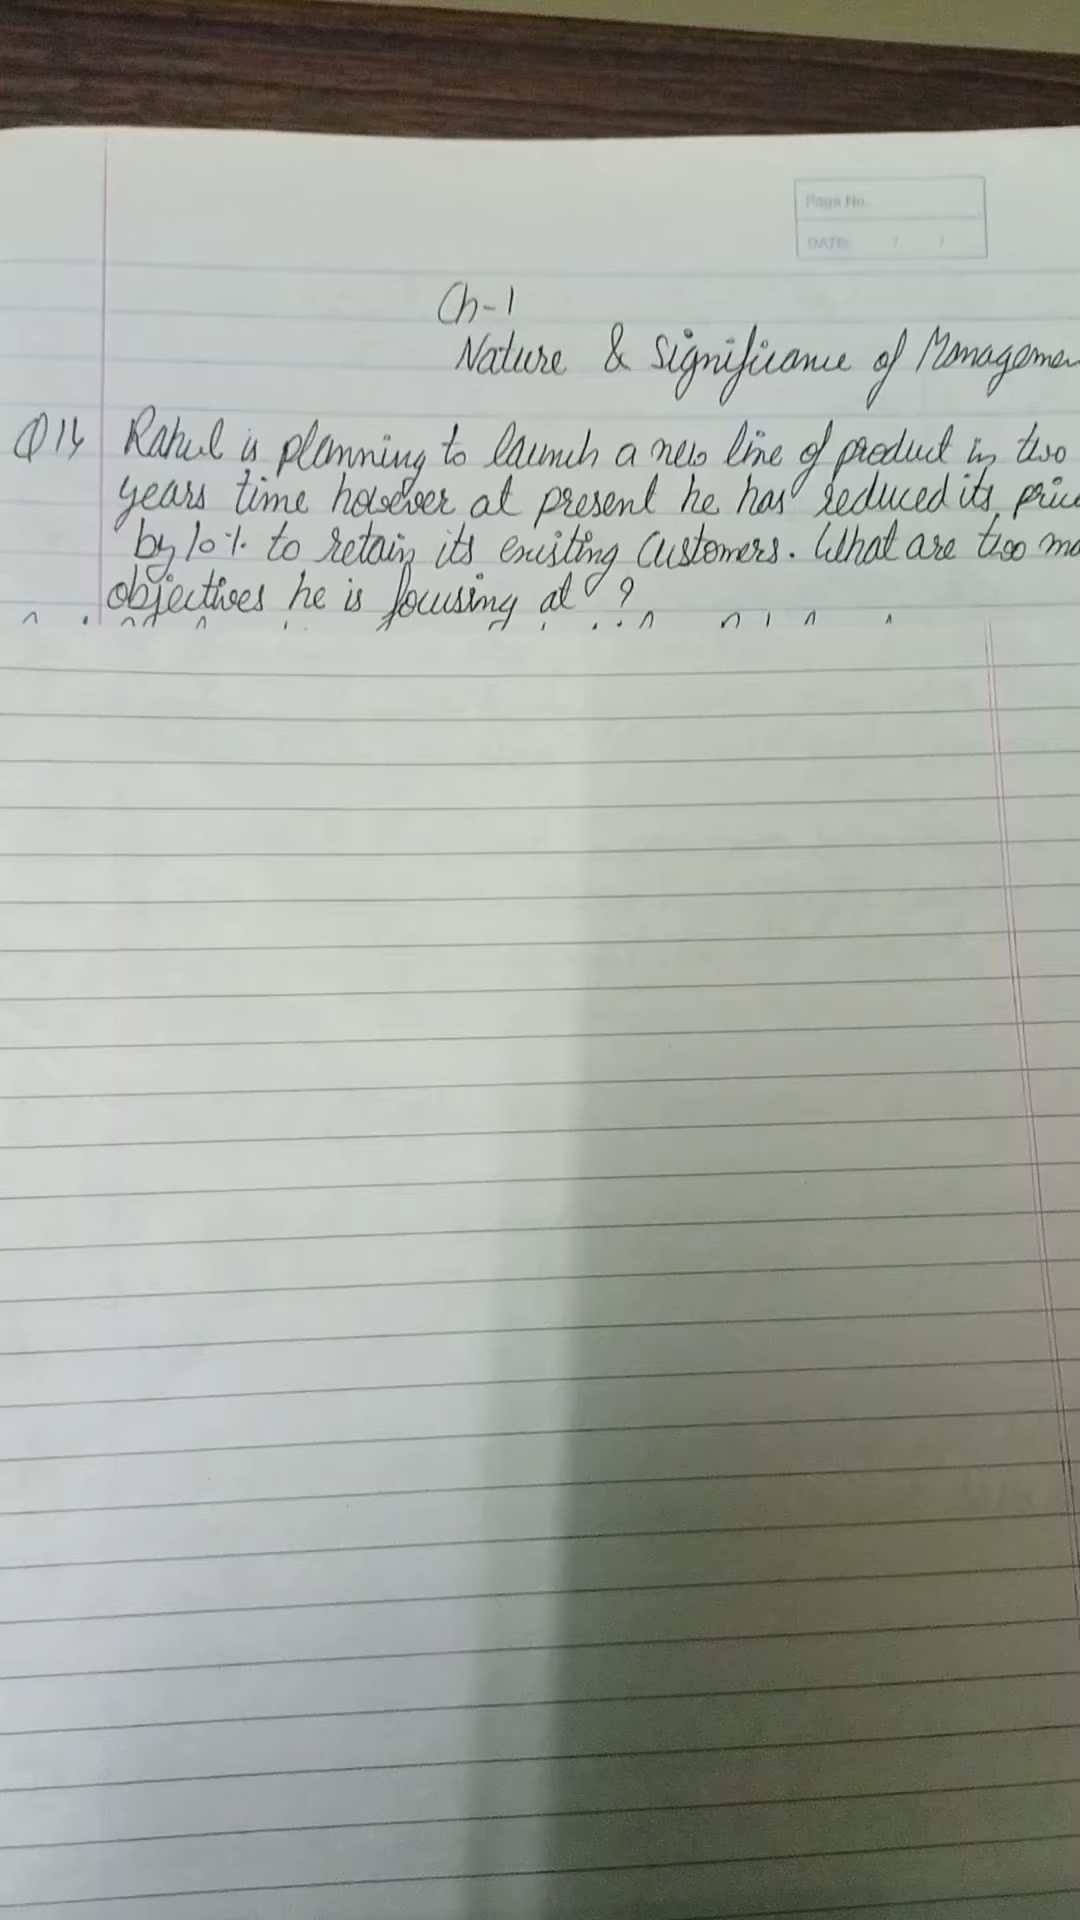 Page No.
DATE: / /
Ch-1
Nature & Significance of Managemen
Q1) Rahul is planning to launch a new line of product in two
years time however at present he has reduced its price
by 10% to retain its existing Customers. What are two
objectives he is focusing at ?